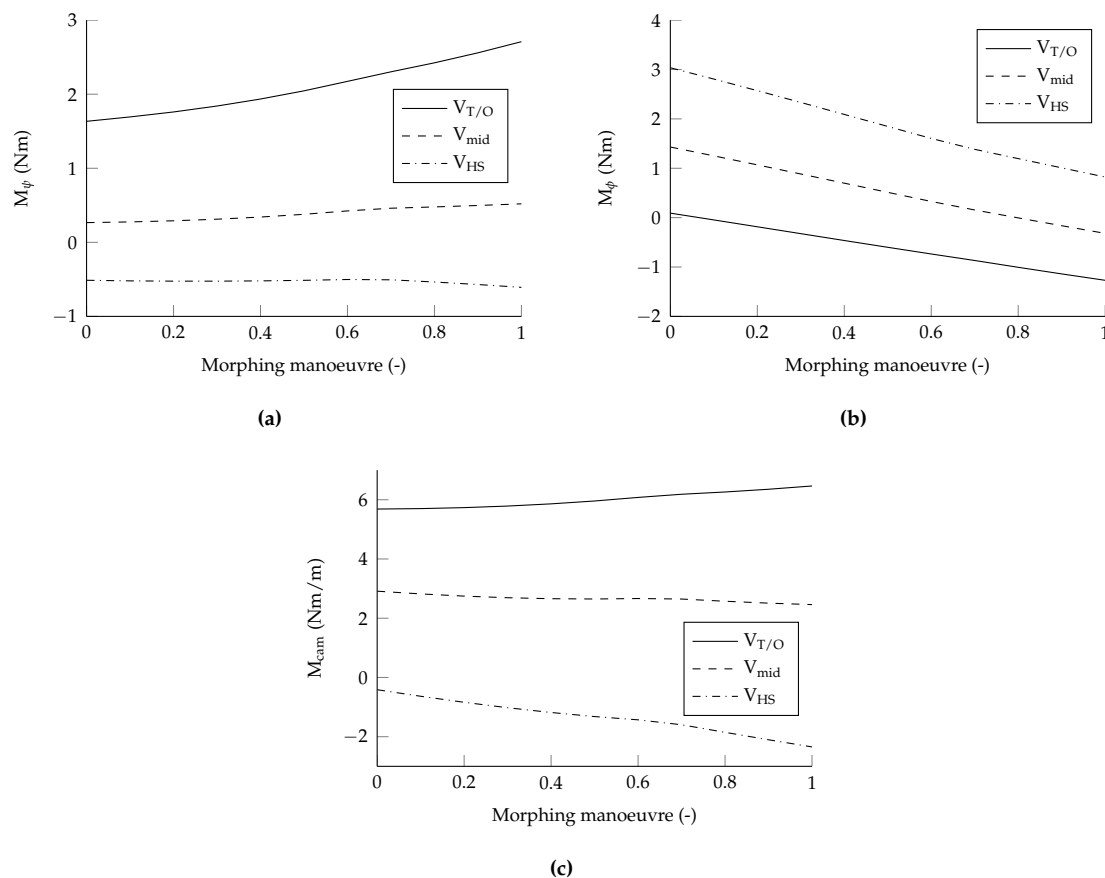 3
2
1
0
−1
M_ψ (Nm)
0 0.2 0.4 0.6 0.8 1
Morphing manoeuvre (-)
V_T/O
V_mid
V_HS
(a)
4
3
2
1
0
−1
−2
M_ϕ (Nm)
0 0.2 0.4 0.6 0.8 1
Morphing manoeuvre (-)
V_T/O
V_mid
V_HS
(b)
6
4
2
0
−2
M_cam (Nm/m)
0 0.2 0.4 0.6 0.8 1
Morphing manoeuvre (-)
V_T/O
V_mid
V_HS
(c)